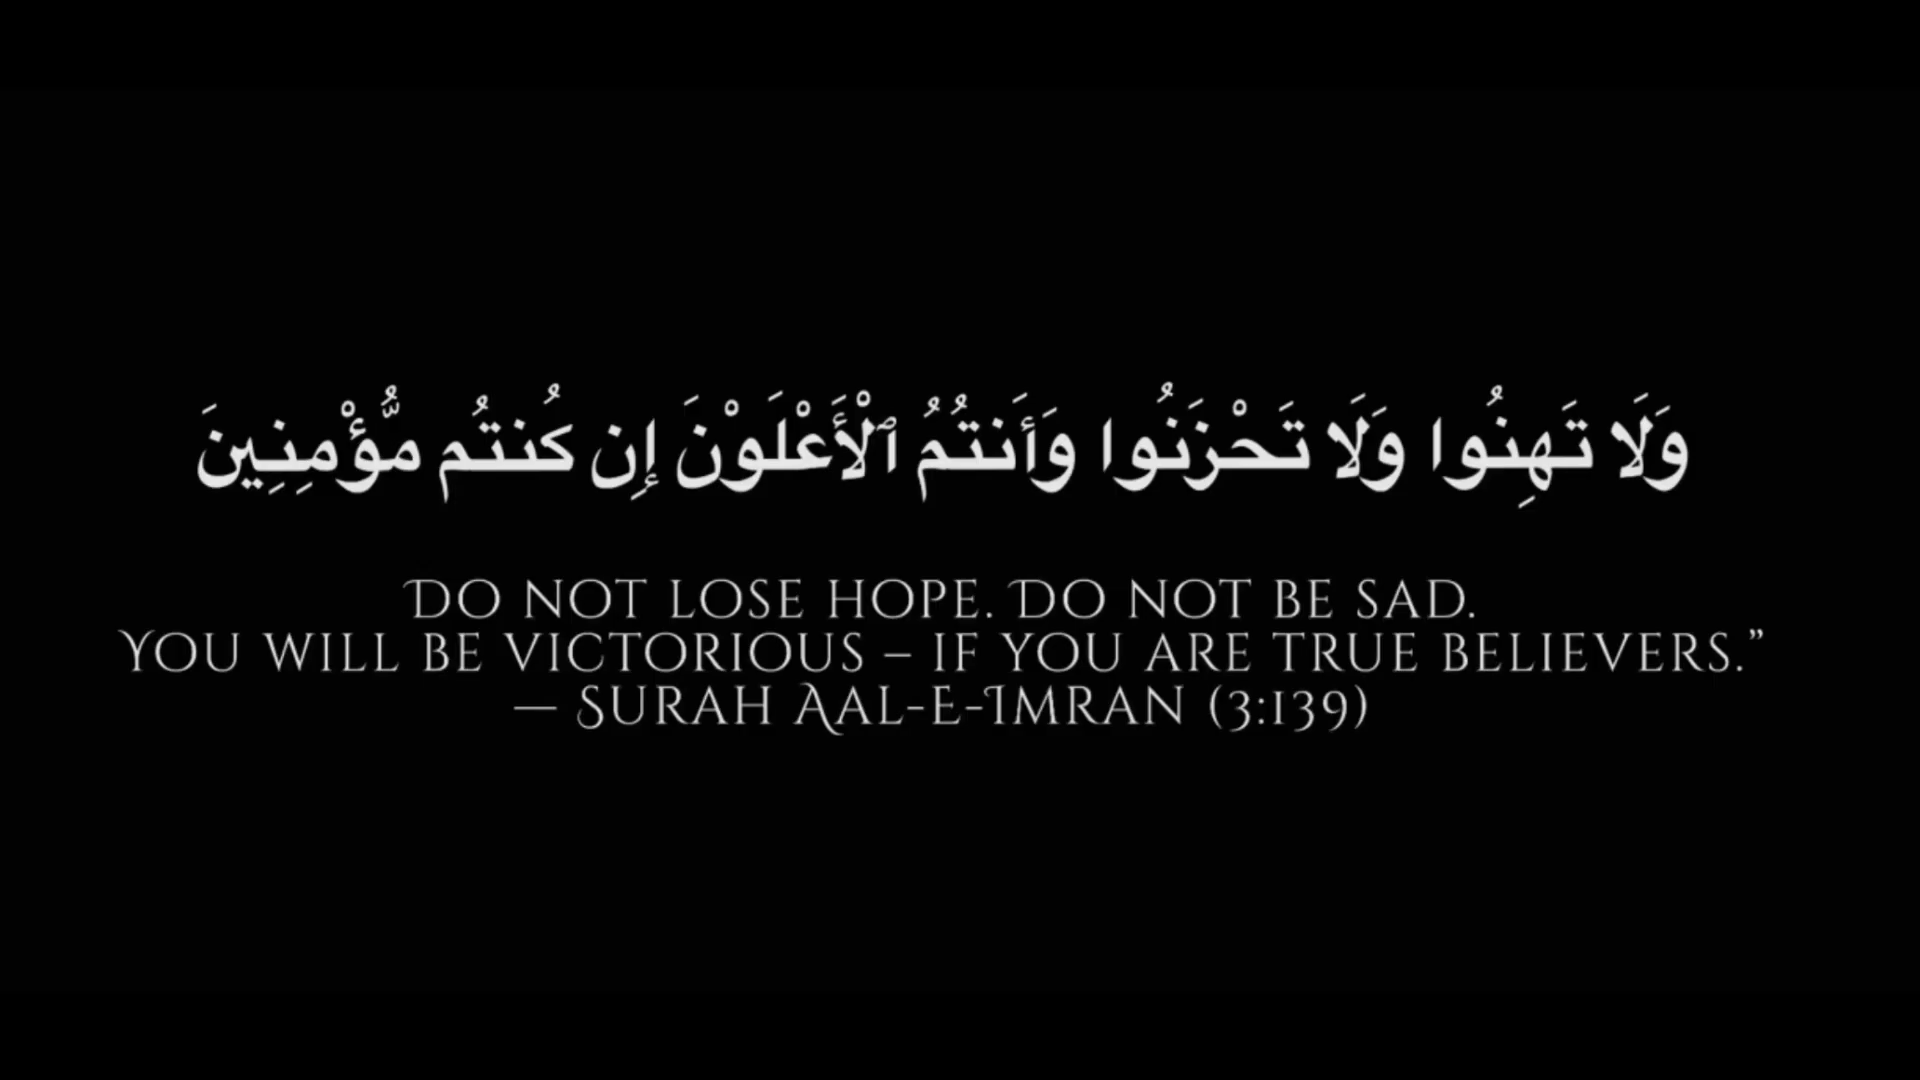 وَلَا تَهِنُوا وَلَا تَحْزَنُوا وَأَنتُمُ ٱلْأَعْلَوْنَ إِن كُنتُم مُّؤْمِنِينَ
Do not lose hope. Do not be sad.
You will be victorious – if you are true believers.”
— Surah Aal-E-Imran (3:139)